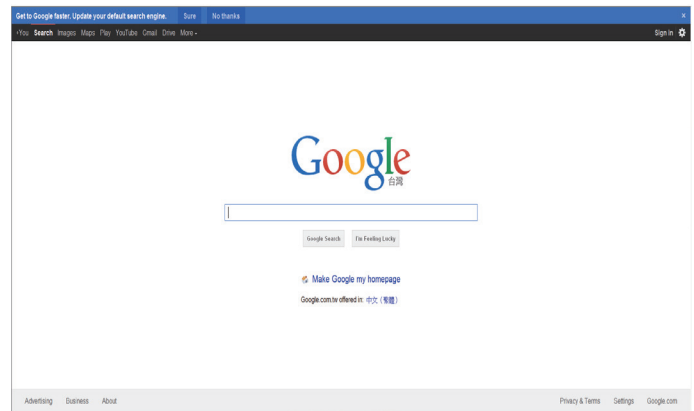 Get to Google faster. Update your default search engine. Sure No thanks ×
+You Search Images Maps Play YouTube Gmail Drive More Sign in
Google
台灣
Google Search I'm Feeling Lucky
Make Google my homepage
Google.com.tw offered in: 中文（繁體）
Advertising Business About Privacy & Terms Settings Google.com